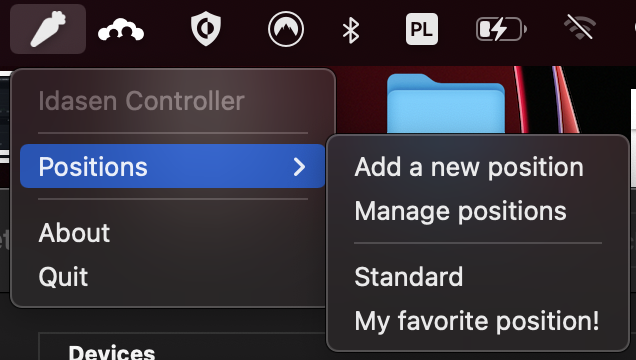 PL
Idasen Controller
Positions
Add a new position
Manage positions
About
Quit
Standard
My favorite position!
Devices